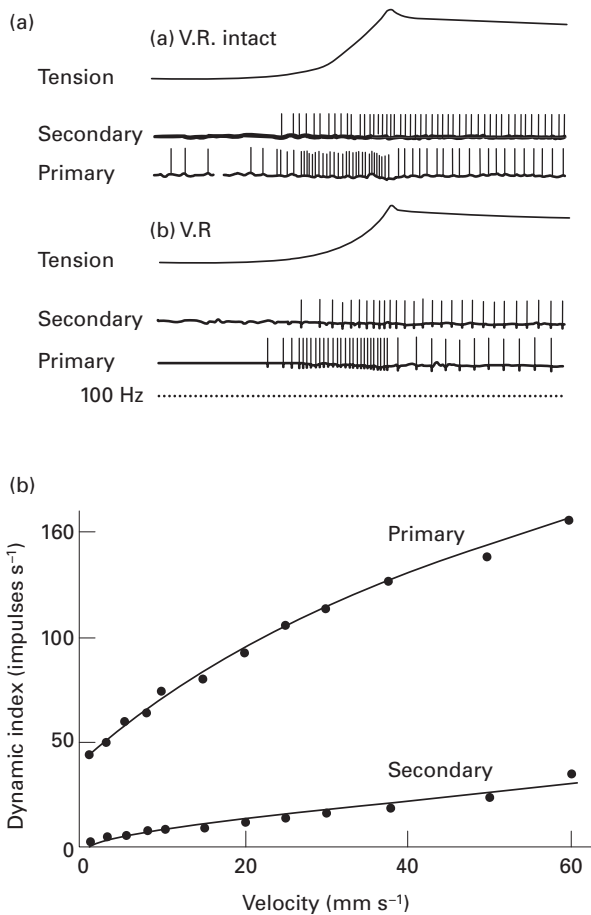 (a)
(a) V.R. intact
Tension
Secondary
Primary
(b) V.R
Tension
Secondary
Primary
100 Hz
(b)
Dynamic index (impulses s⁻¹)
160
100
50
0
Primary
Secondary
0
20
40
60
Velocity (mm s⁻¹)